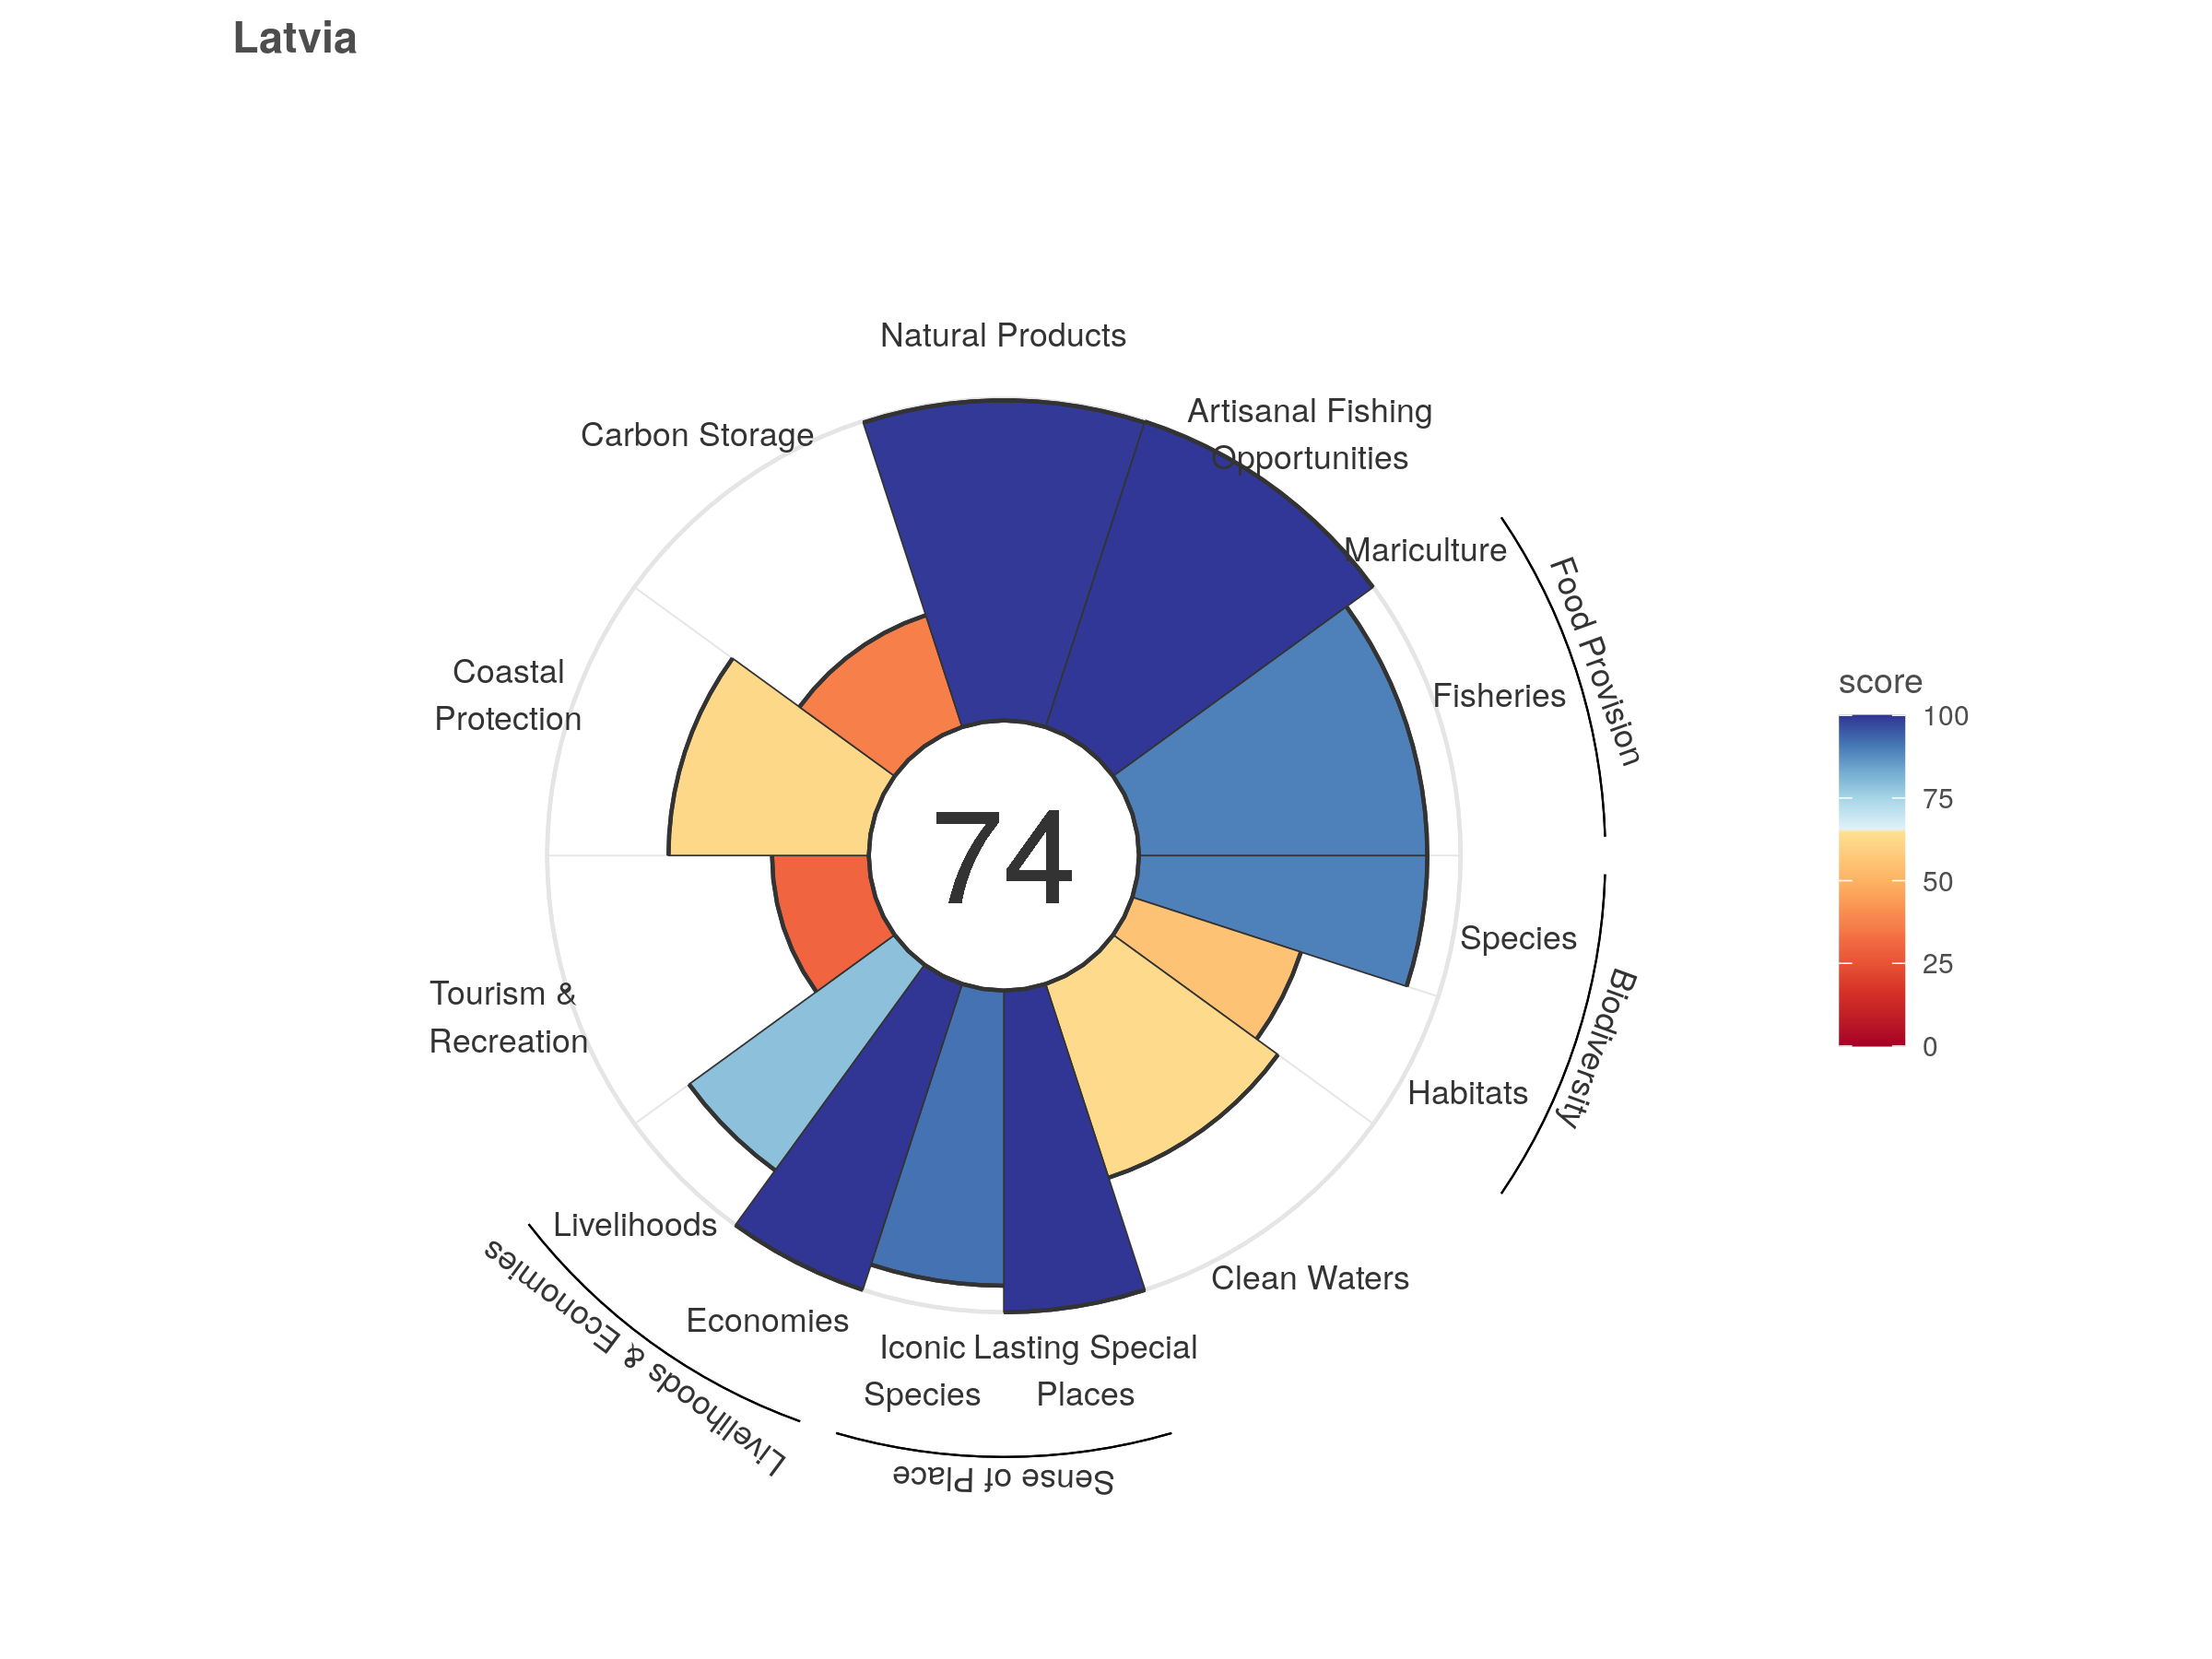 Latvia
Natural Products
Artisanal Fishing
Opportunities
Carbon Storage
Mariculture
Food Provision
Fisheries
Coastal
Protection
74
Species
Biodiversity
Habitats
Tourism &
Recreation
Clean Waters
Livelihoods
Economies
Livelihoods & Economies
Iconic
Species
Lasting Special
Places
Sense of Place
score
100
75
50
25
0